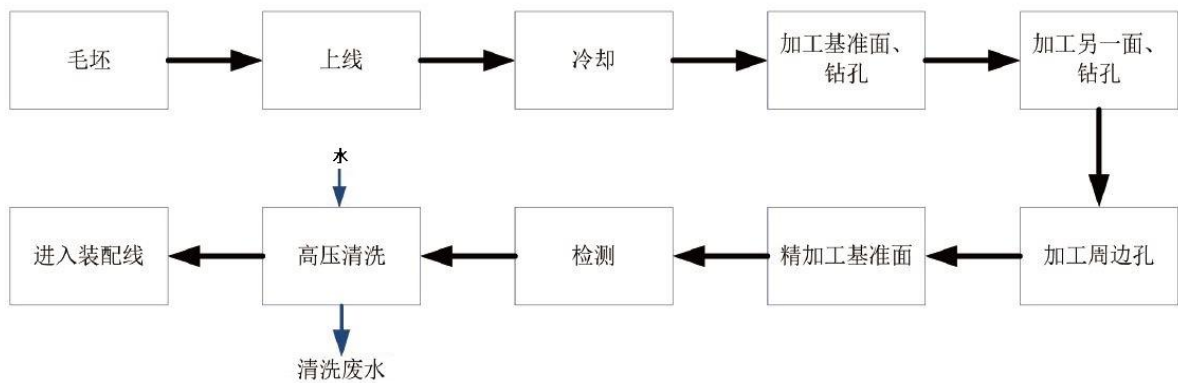 毛坯
上线
冷却
加工基准面、
钻孔
加工另一面、
钻孔
水
进入装配线
高压清洗
检测
精加工基准面
加工周边孔
清洗废水